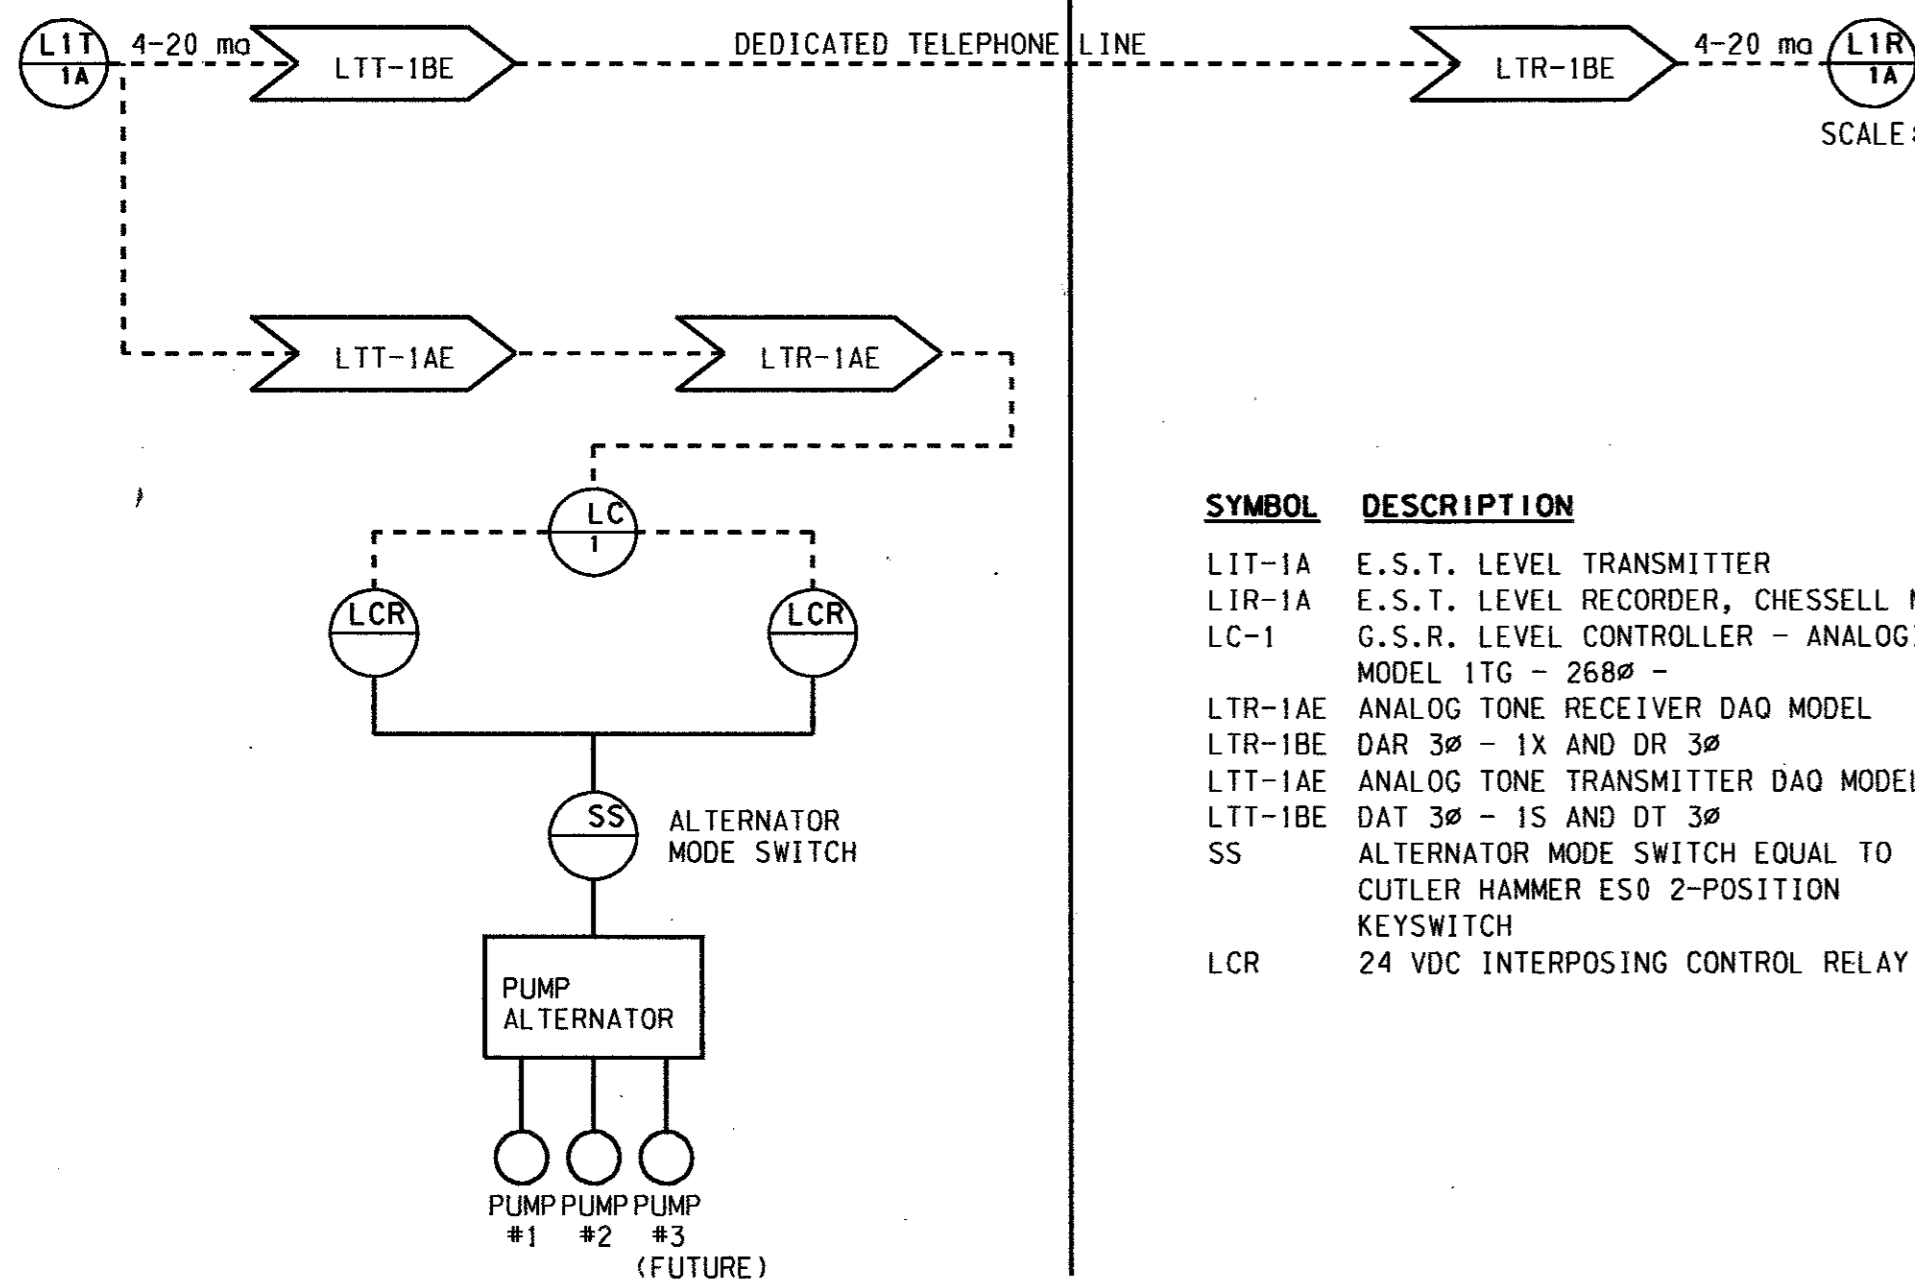 L1T
1A
4-20 ma
LTT-1BE
DEDICATED TELEPHONE LINE
LTR-1BE
4-20 ma
L1R
1A
SCALE:
LTT-1AE
LTR-1AE
LC
1
LCR
LCR
SS
ALTERNATOR
MODE SWITCH
PUMP
ALTERNATOR
PUMP PUMP PUMP
#1 #2 #3
(FUTURE)
SYMBOL DESCRIPTION
LIT-1A E.S.T. LEVEL TRANSMITTER
LIR-1A E.S.T. LEVEL RECORDER, CHESSELL
LC-1 G.S.R. LEVEL CONTROLLER -
MODEL 1TG - 268ø -
LTR-1AE ANALOG TONE RECEIVER DAQ MODEL
LTR-1BE DAR 3ø - 1X AND DR 3ø
LTT-1AE ANALOG TONE TRANSMITTER DAQ MODEL
LTT-1BE DAT 3ø - 1S AND DT 3ø
SS ALTERNATOR MODE SWITCH EQUAL TO
CUTLER HAMMER ES0 2-POSITION
KEYSWITCH
LCR 24 VDC INTERPOSING CONTROL RELAY